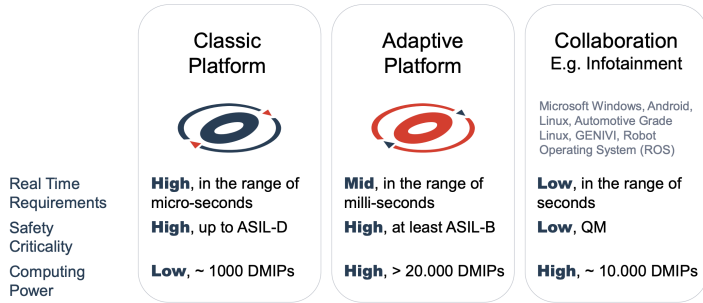 Classic
Platform
Adaptive
Platform
Collaboration
E.g. Infotainment
Microsoft Windows, Android,
Linux, Automotive Grade
Linux, GENIVI, Robot
Operating System (ROS)
Real Time
Requirements
High, in the range of
micro-seconds
Mid, in the range of
milli-seconds
Low, in the range of
seconds
Safety
Criticality
High, up to ASIL-D
High, at least ASIL-B
Low, QM
Computing
Power
Low, ~ 1000 DMIPs
High, > 20.000 DMIPs
High, ~ 10.000 DMIPs